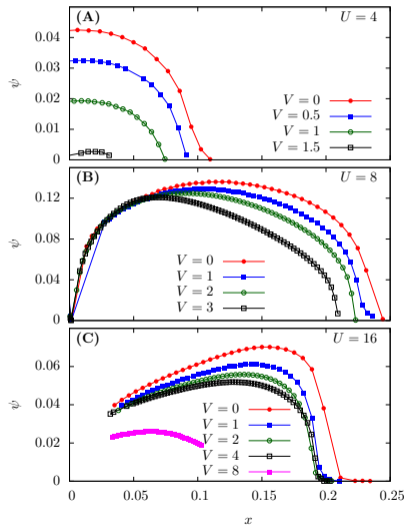 (A) U = 4
0.04
0.03
0.02
0.01
0
ψ
V = 0
V = 0.5
V = 1
V = 1.5
(B) U = 8
0.12
0.08
0.04
0
ψ
V = 0
V = 1
V = 2
V = 3
(C) U = 16
0.06
0.04
0.02
0
ψ
V = 0
V = 1
V = 2
V = 4
V = 8
0 0.05 0.1 0.15 0.2 0.25
x